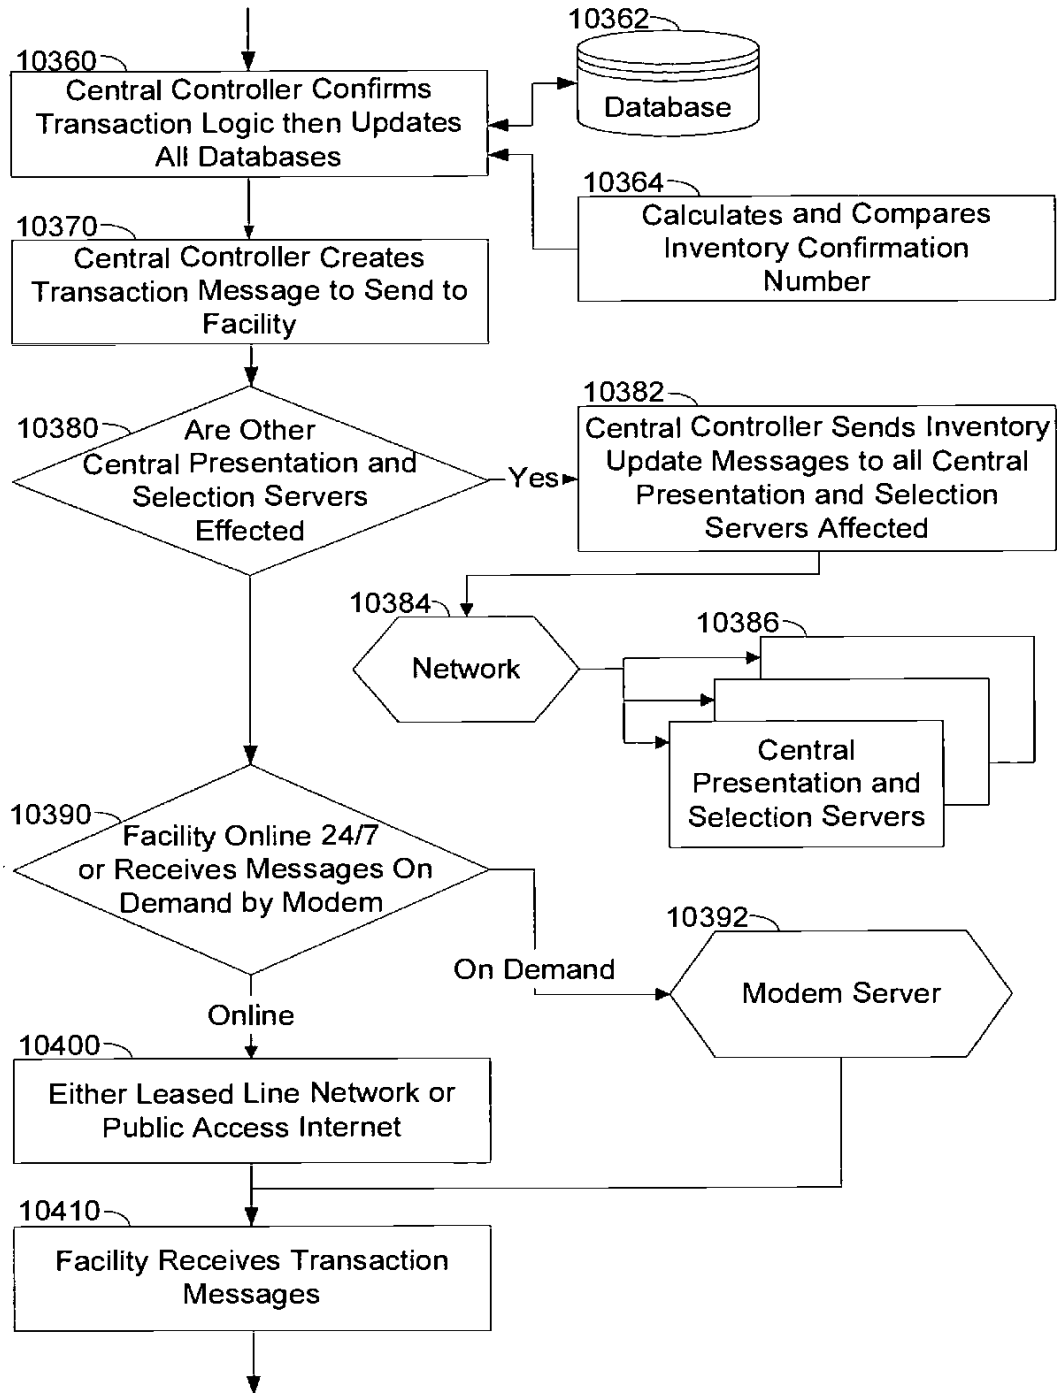 10360
Central Controller Confirms
Transaction Logic then Updates
All Databases
10362
Database
10364
Calculates and Compares
Inventory Confirmation
Number
10370
Central Controller Creates
Transaction Message to Send to
Facility
10380
Are Other
Central Presentation and
Selection Servers
Effected
Yes
10382
Central Controller Sends Inventory
Update Messages to all Central
Presentation and Selection
Servers Affected
10384
Network
10386
Central
Presentation and
Selection Servers
10390
Facility Online 24/7
or Receives Messages On
Demand by Modem
On Demand
10392
Modem Server
Online
10400
Either Leased Line Network or
Public Access Internet
10410
Facility Receives Transaction
Messages